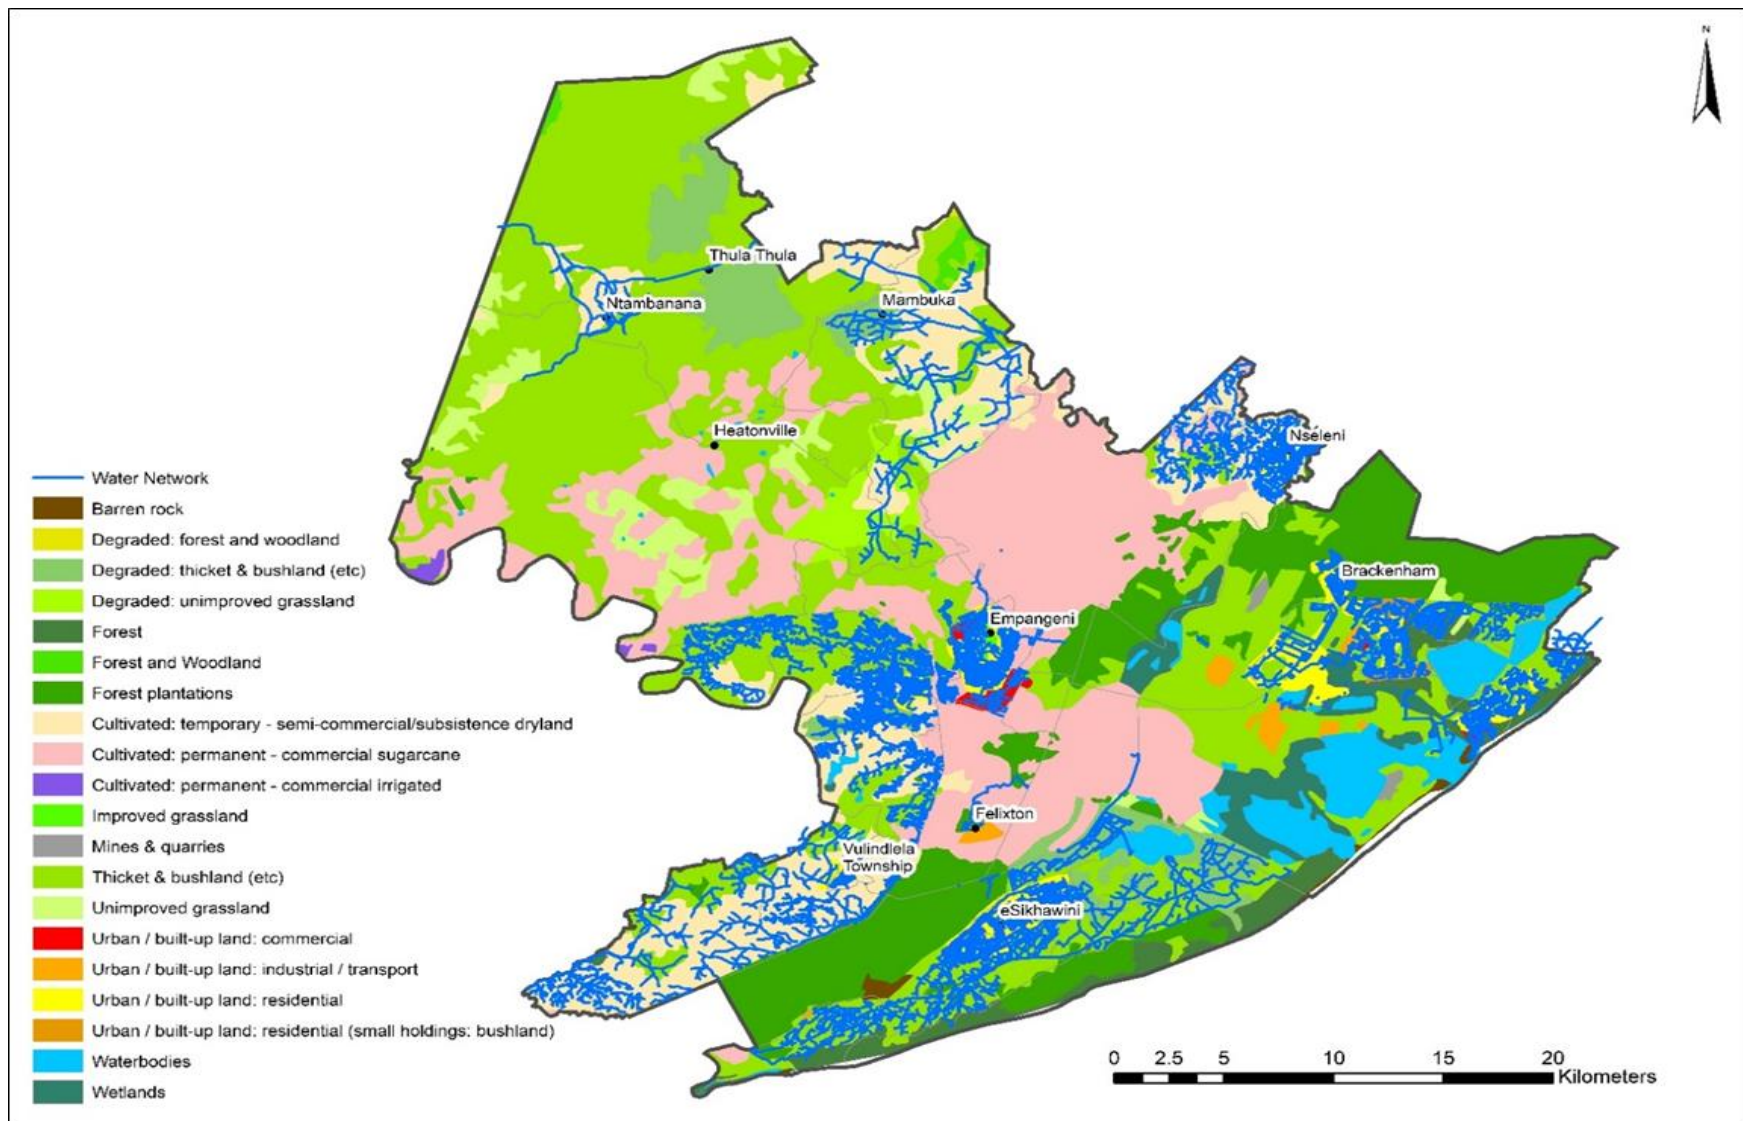 N
Thula Thula
Ntambanana
Mambuka
Heatonville
Nseleni
Brackenham
Empangeni
Felixton
Vulindlela
Township
eSikhawini
Water Network
Barren rock
Degraded: forest and woodland
Degraded: thicket & bushland (etc)
Degraded: unimproved grassland
Forest
Forest and Woodland
Forest plantations
Cultivated: temporary - semi-commercial/subsistence dryland
Cultivated: permanent - commercial sugarcane
Cultivated: permanent - commercial irrigated
Improved grassland
Mines & quarries
Thicket & bushland (etc)
Unimproved grassland
Urban / built-up land: commercial
Urban / built-up land: industrial / transport
Urban / built-up land: residential
Urban / built-up land: residential (small holdings: bushland)
Waterbodies
Wetlands
0 2.5 5 10 15 20
Kilometers